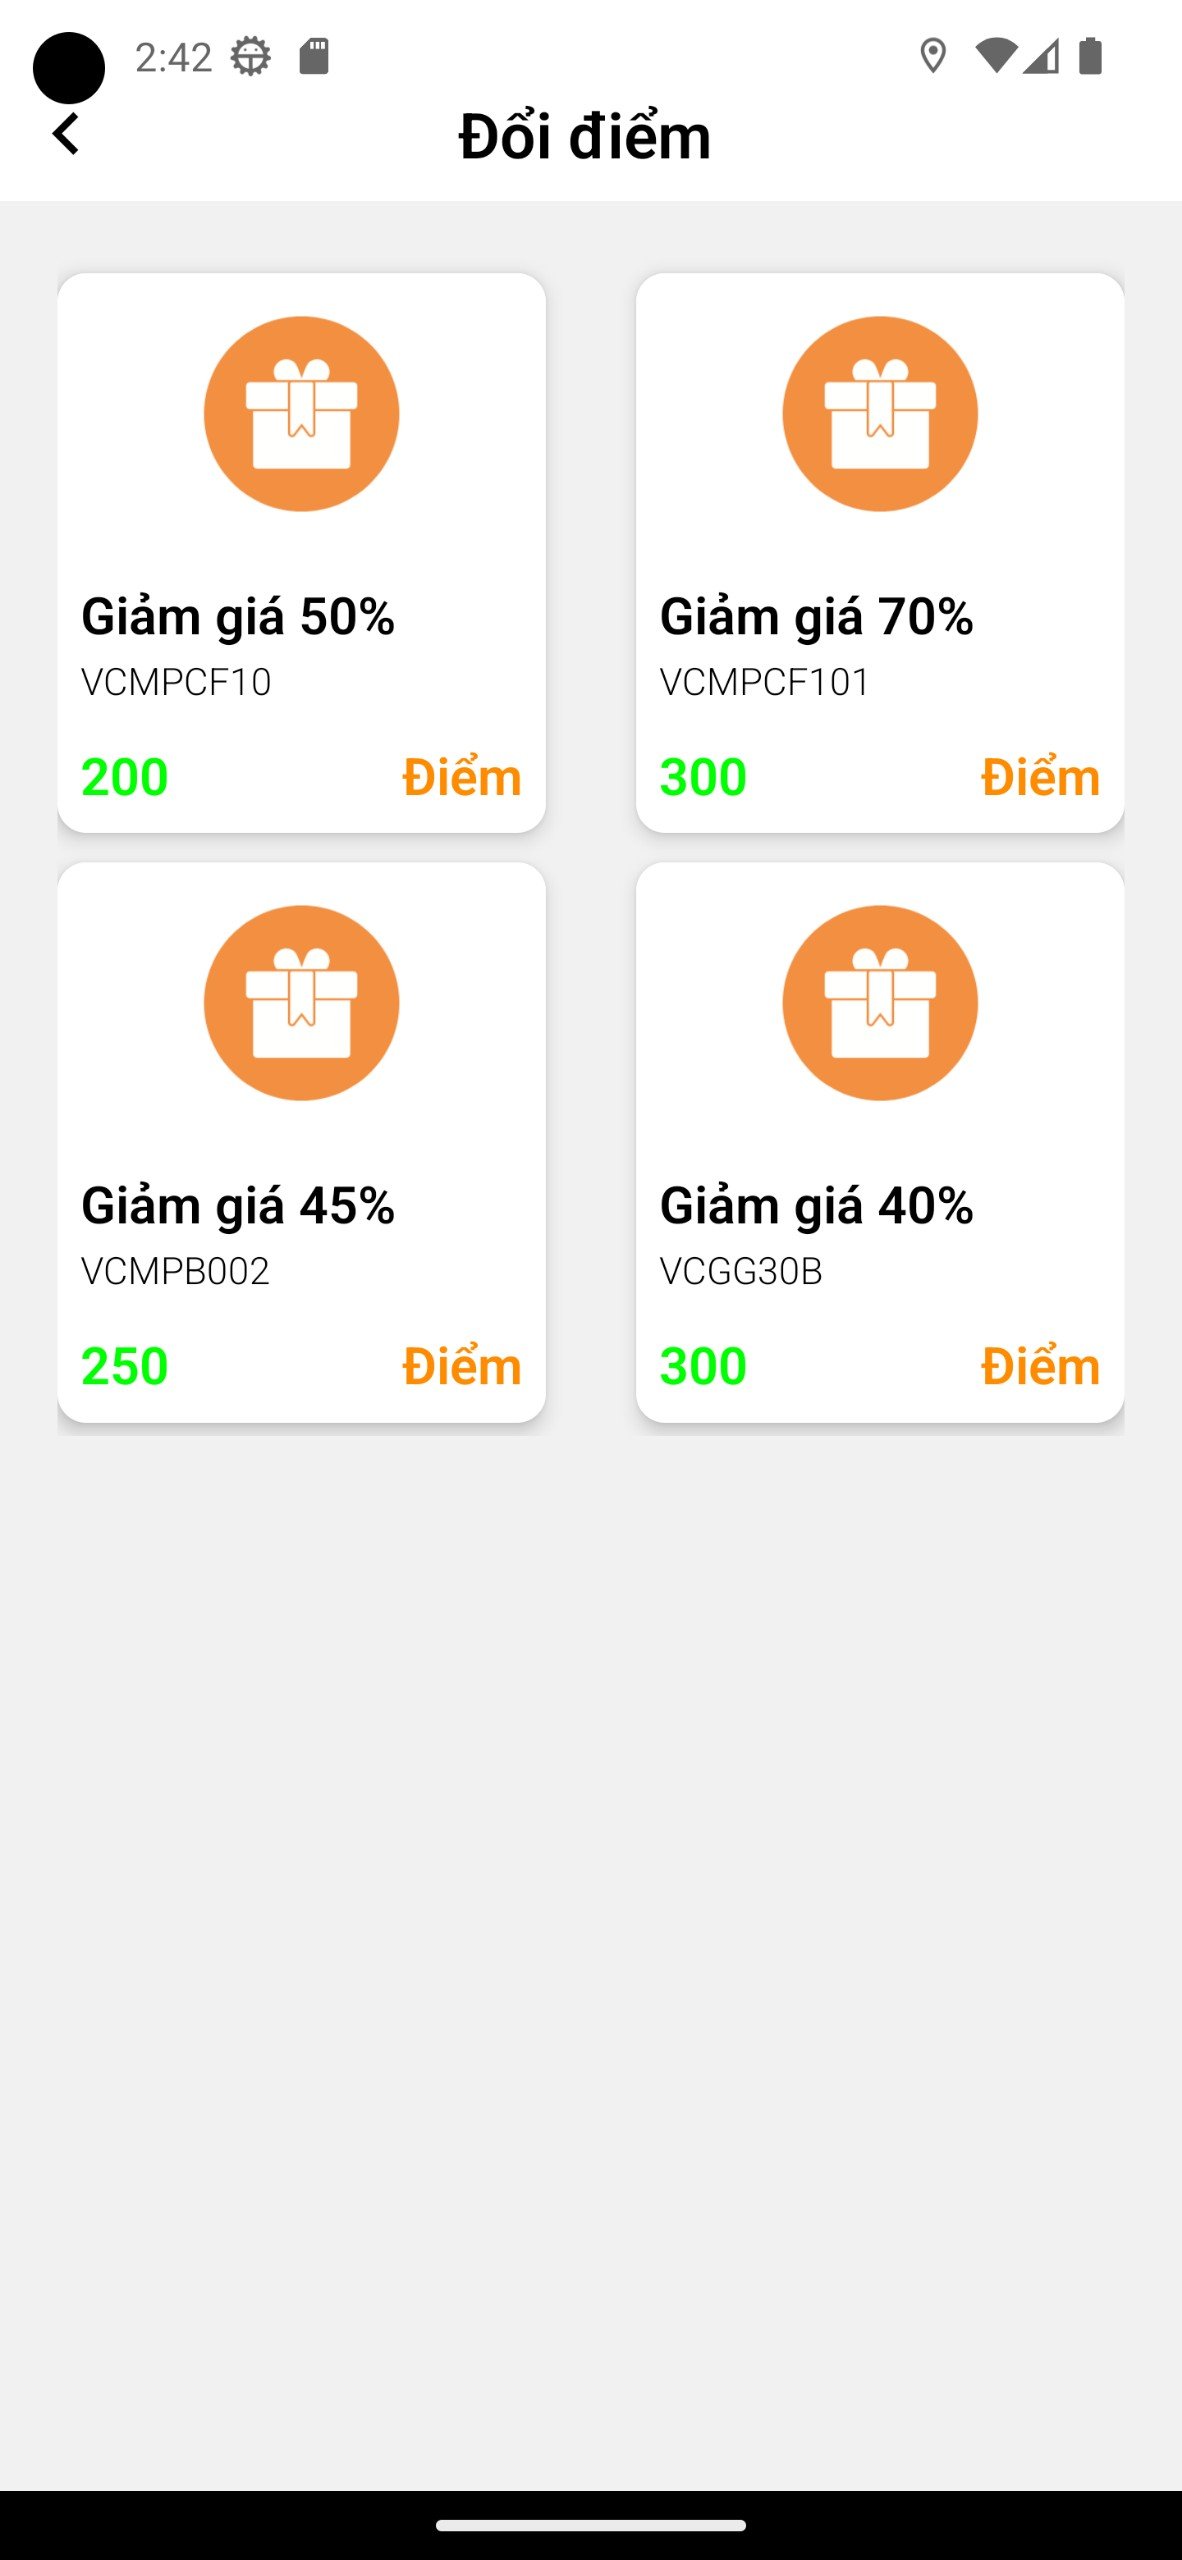 2:42
Đổi điểm
Giảm giá 50%
VCMPCF10
200 Điểm
Giảm giá 70%
VCMPCF101
300 Điểm
Giảm giá 45%
VCMPB002
250 Điểm
Giảm giá 40%
VCGG30B
300 Điểm